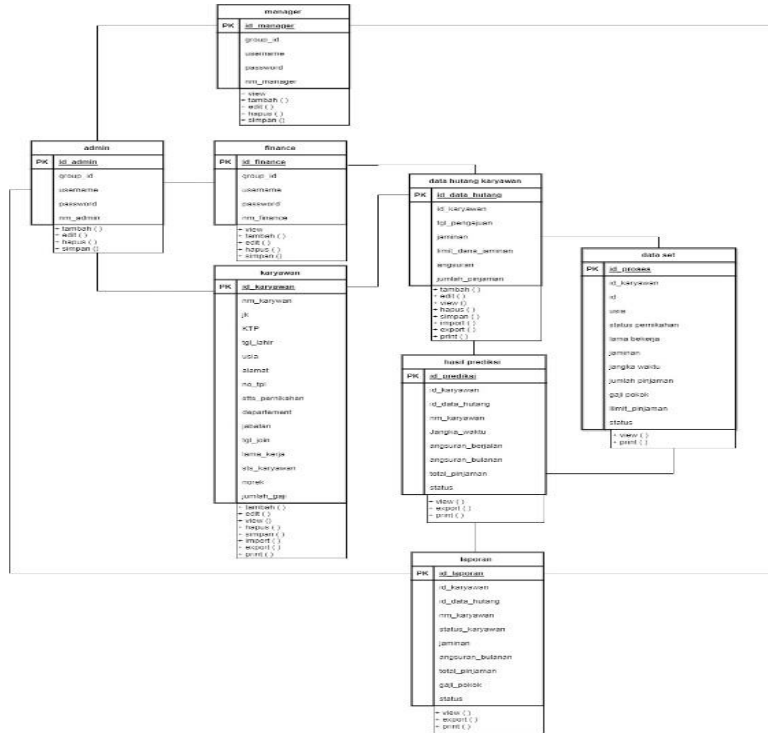 manager
PK id_manager
group_id
username
password
nm_manager
- view
+ tambah ( )
+ edit ( )
- hapus ( )
+ simpan ()
admin
PK id_admin
group_id
username
password
nm_admin
- tambah ( )
+ edit ( )
- hapus ( )
- simpan ()
finance
PK id_finance
group_id
username
password
nm_finance
- view
- tambah ( )
- edit ( )
- hapus ( )
- simpan ()
karyawan
PK id_karyawan
nm_karywan
jk
KTP
tgl_lahir
usia
alamat
no_tpl
stts_pernikahan
departement
jabatan
tgl_join
lama_kerja
sts_karyawan
norek
jumlah_gaji
- tambah ( )
+ edit ( )
- view ()
- hapus ( )
- simpan ( )
- import ( )
- export ( )
- print ( )
data hutang karyawan
PK id_data_hutang
id_karyawan
tgl_pengajuan
jaminan
limit_dana_jaminan
angsuran
jumlah_pinjaman
- tambah ( )
+ edit ( )
- view ()
- hapus ( )
- simpan ( )
- import ( )
- export ( )
- print ( )
data set
PK id_proses
id_karyawan
id
usia
status pernikahan
lama bekerja
jaminan
jangka waktu
jumlah pinjaman
gaji pokok
limit_pinjaman
status
- view ( )
- print ( )
hasil prediksi
PK id_prediksi
id_karyawan
id_data_hutang
nm_karyawan
Jangka_waktu
angsuran_berjalan
angsuran_bulanan
total_pinjaman
status
- view ( )
- export ( )
- print ( )
laporan
PK id_laporan
id_karyawan
id_data_hutang
nm_karyawan
status_karyawan
jaminan
angsuran_bulanan
total_pinjaman
gaji_pokok
status
+ view ( )
- export ( )
- print ( )